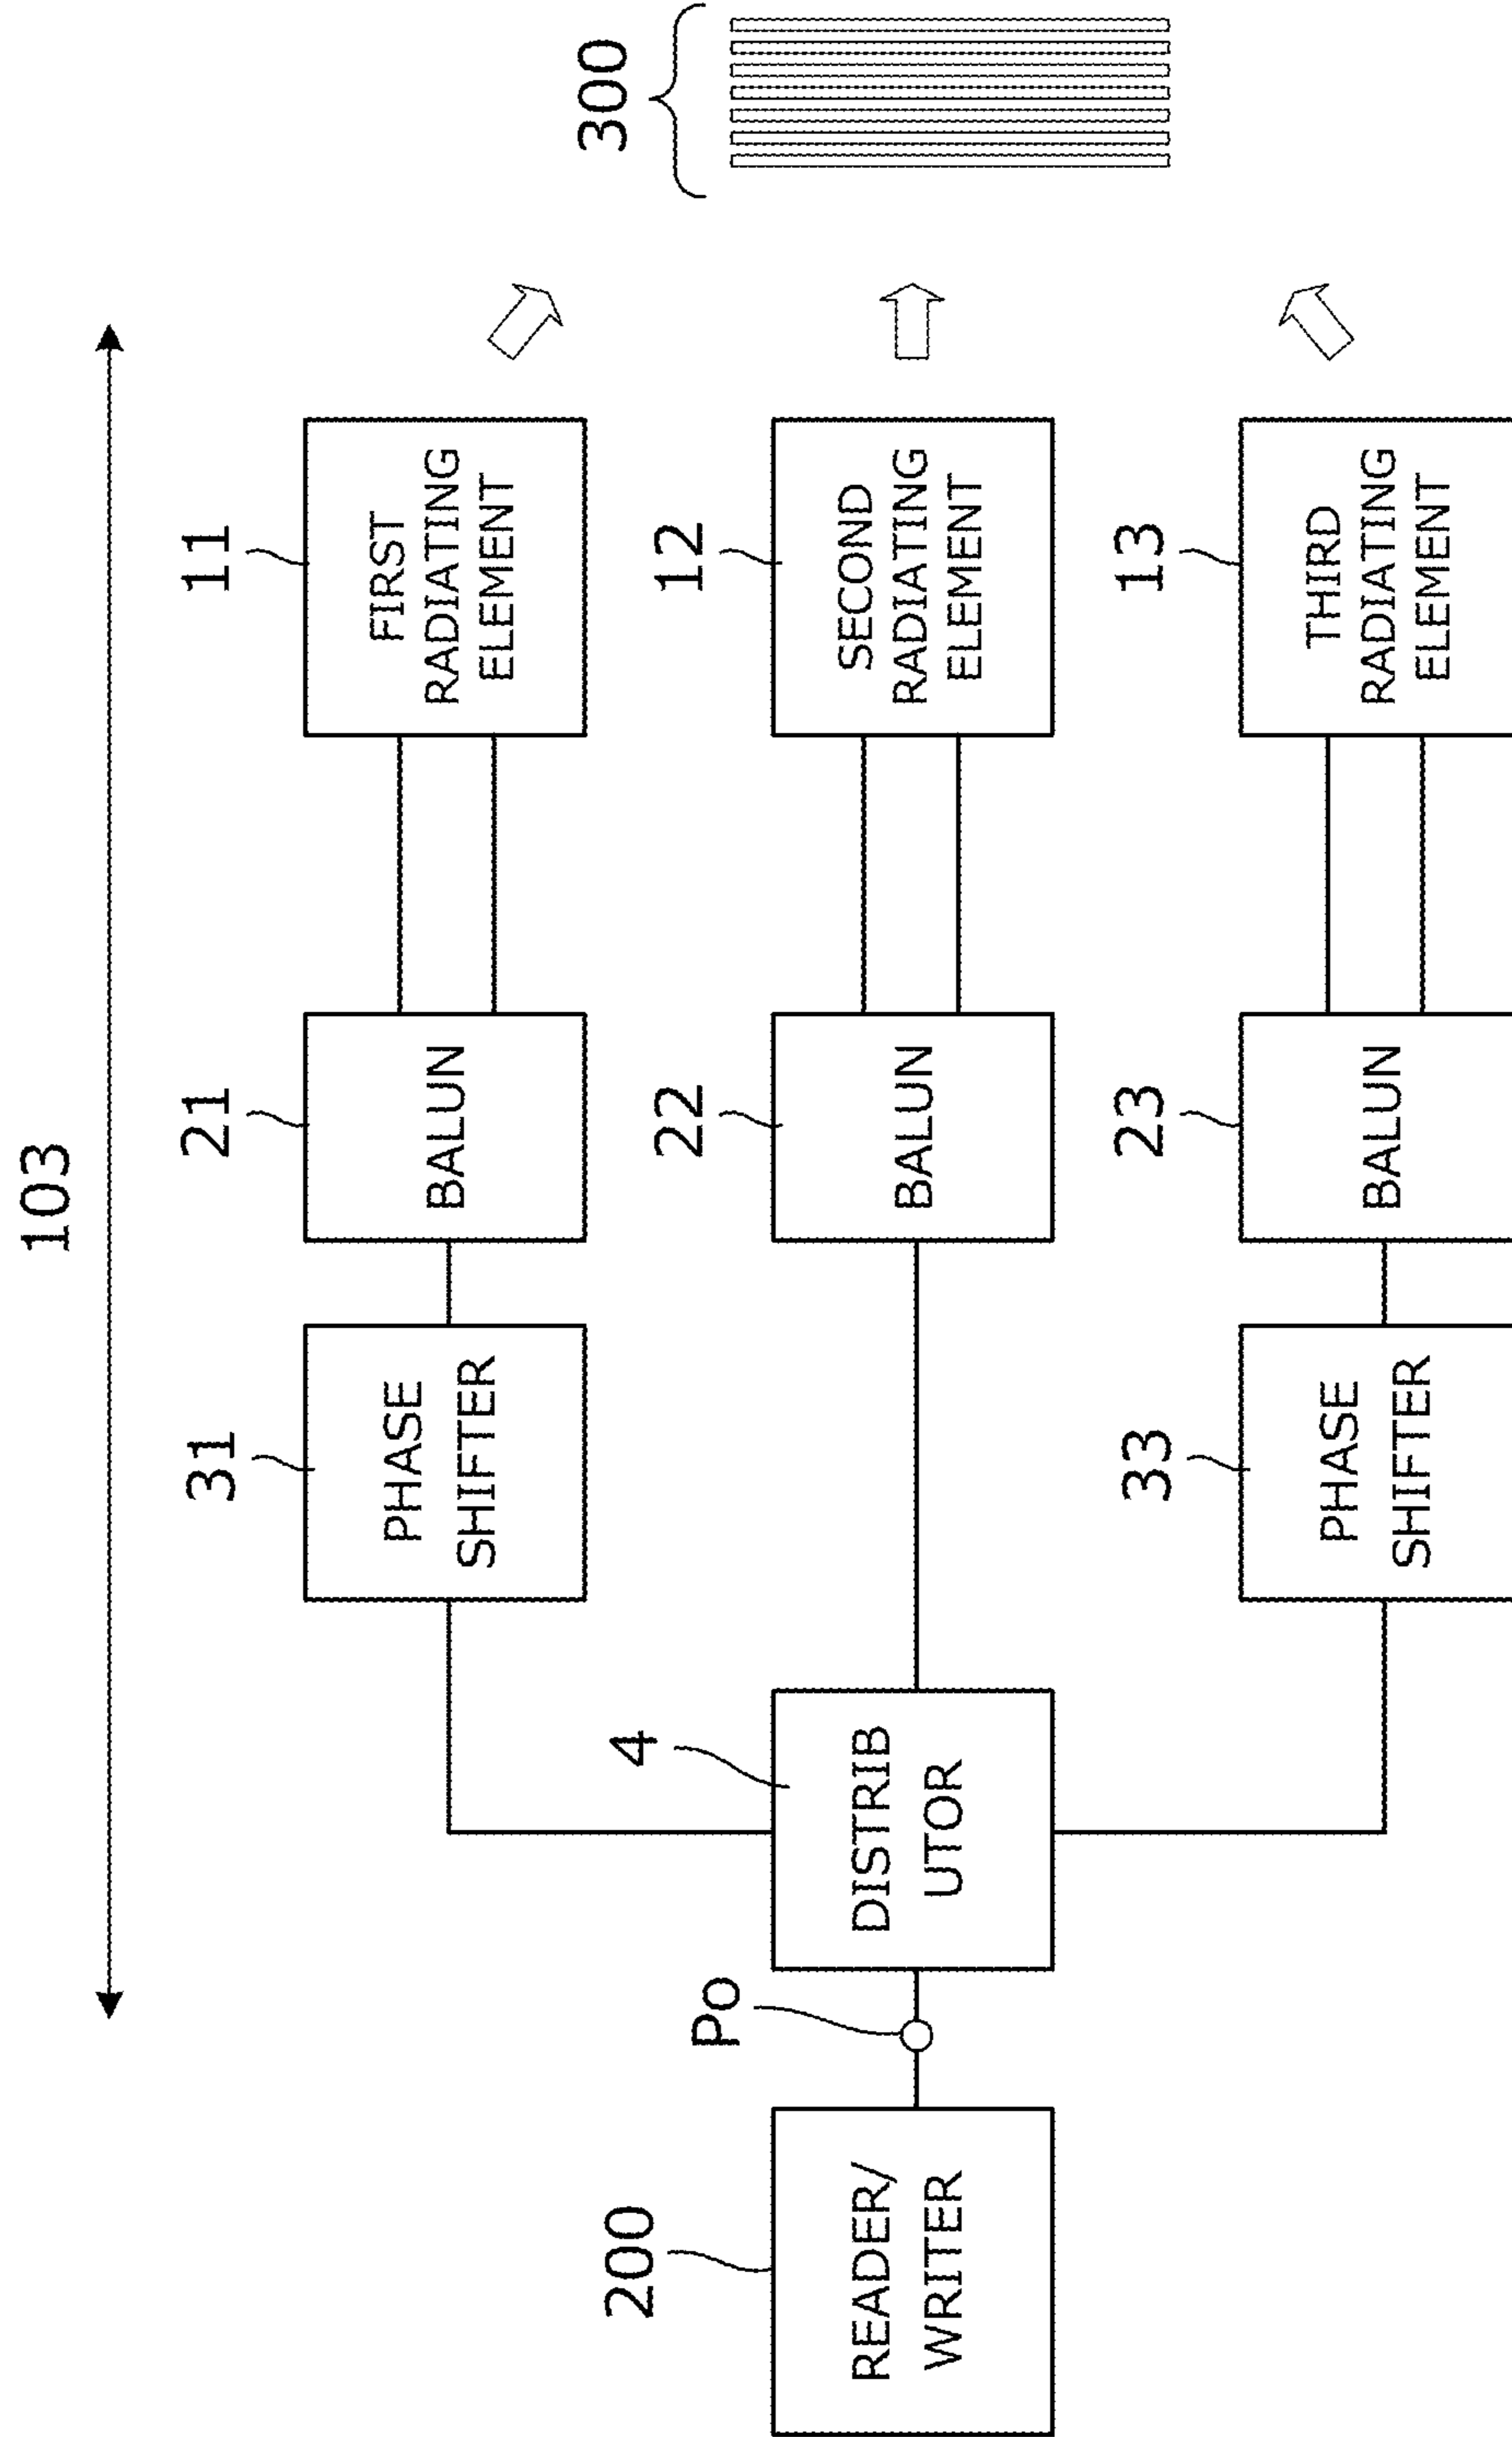 103
300
11
FIRST
RADIATING
ELEMENT
21
BALUN
31
PHASE
SHIFTER
12
SECOND
RADIATING
ELEMENT
22
BALUN
4
DISTRIB
UTOR
Po
200
READER/
WRITER
13
THIRD
RADIATING
ELEMENT
23
BALUN
33
PHASE
SHIFTER